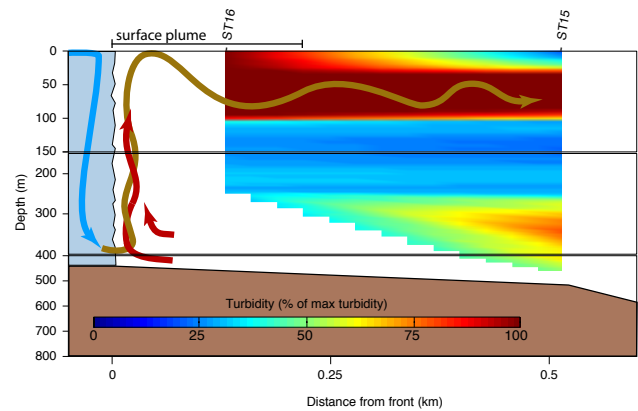 surface plume
ST16
ST15
0
50
100
150
200
300
400
500
600
700
800
Depth (m)
Turbidity (% of max turbidity)
0 25 50 75 100
0 0.25 0.5
Distance from front (km)